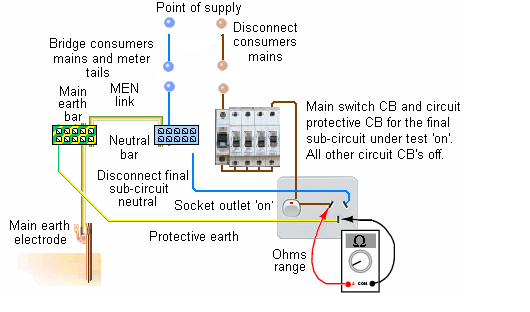 Point of supply
Bridge consumers
mains and meter
tails
Disconnect
consumers
mains
Main
earth
bar
MEN
link
Neutral
bar
Main switch CB and circuit
protective CB for the final
sub-circuit under test 'on'.
All other circuit CB's off.
Disconnect final
sub-circuit
neutral
Socket outlet 'on'
Main earth
electrode
Protective earth
Ohms
range
Ω
COM